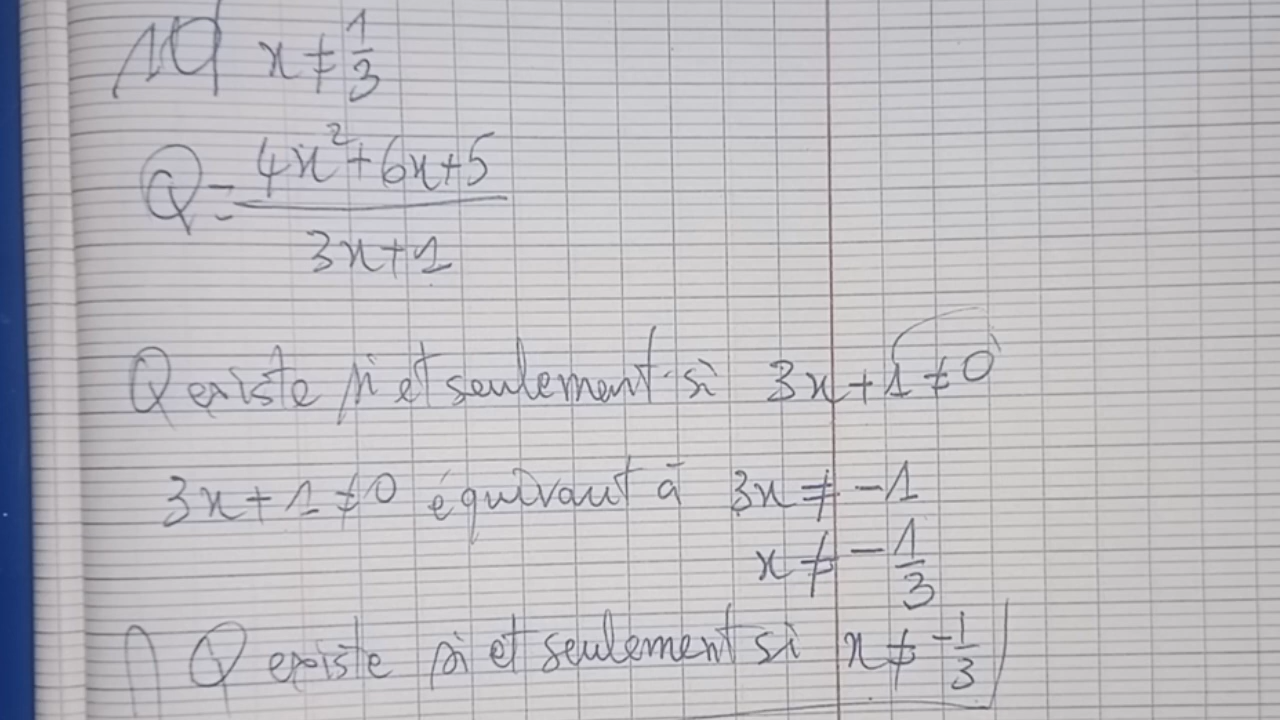 10) x ≠ 1/3
Q = (4x²+6x+5)/(3x+1)
Q existe si et seulement si 3x+1≠0
3x+1≠0 équivaut à 3x ≠ -1
x ≠ -1/3
Q existe si et seulement si x ≠ -1/3